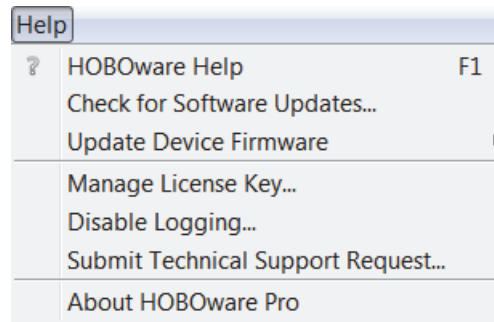 Help
HOBOware Help F1
Check for Software Updates...
Update Device Firmware
Manage License Key...
Disable Logging...
Submit Technical Support Request...
About HOBOware Pro